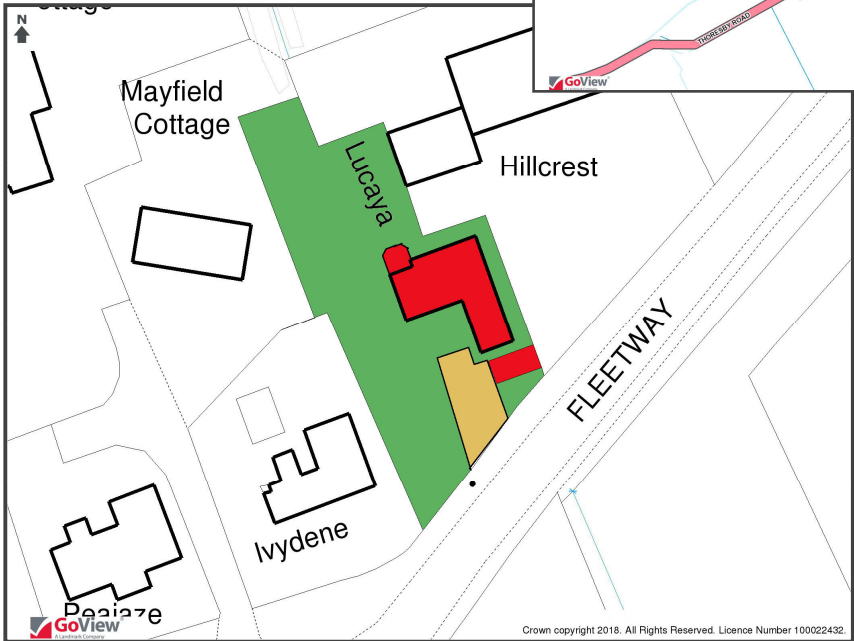 N
THORESBY ROAD
GoView
Mayfield
Cottage
Lucaya
Hillcrest
FLEETWAY
Ivydene
GoView
A Landmark Company
Crown copyright 2018. All Rights Reserved. Licence Number 100022432.